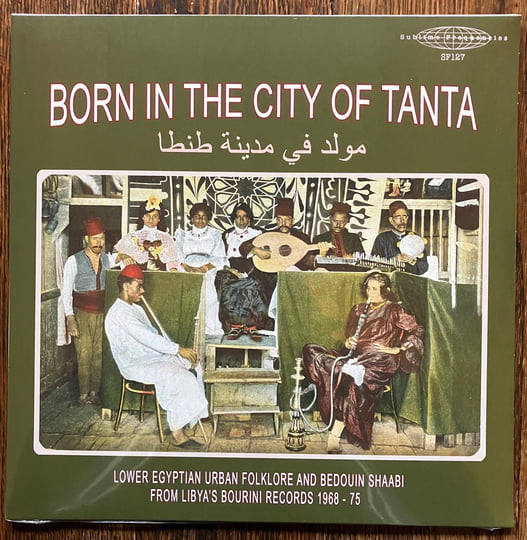 Sublime Frequencies
SF127
BORN IN THE CITY OF TANTA
مولد في مدينة طنطا
LOWER EGYPTIAN URBAN FOLKLORE AND BEDOUIN SHAABI
FROM LIBYA'S BOURINI RECORDS 1968 - 75